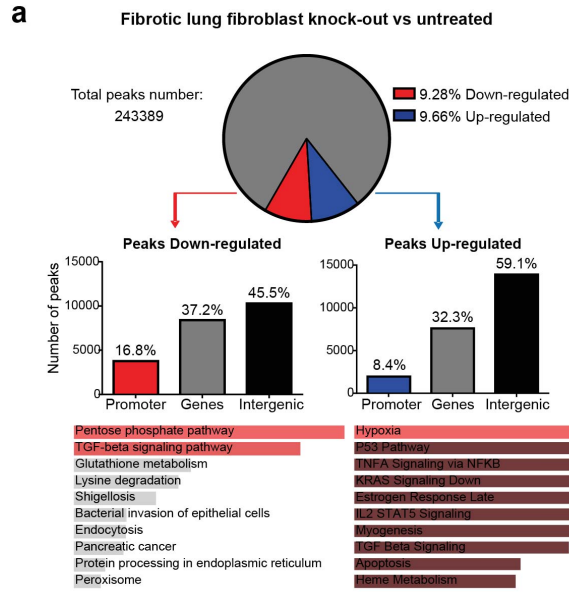 a
Fibrotic lung fibroblast knock-out vs untreated
Total peaks number:
243389
9.28% Down-regulated
9.66% Up-regulated
Peaks Down-regulated
Number of peaks
15000
10000
5000
0
16.8%
37.2%
45.5%
Promoter Genes Intergenic
Peaks Up-regulated
15000
10000
5000
0
8.4%
32.3%
59.1%
Promoter Genes Intergenic
Pentose phosphate pathway
TGF-beta signaling pathway
Glutathione metabolism
Lysine degradation
Shigellosis
Bacterial invasion of epithelial cells
Endocytosis
Pancreatic cancer
Protein processing in endoplasmic reticulum
Peroxisome
Hypoxia
P53 Pathway
TNFA Signaling via NFKB
KRAS Signaling Down
Estrogen Response Late
IL2 STAT5 Signaling
Myogenesis
TGF Beta Signaling
Apoptosis
Heme Metabolism